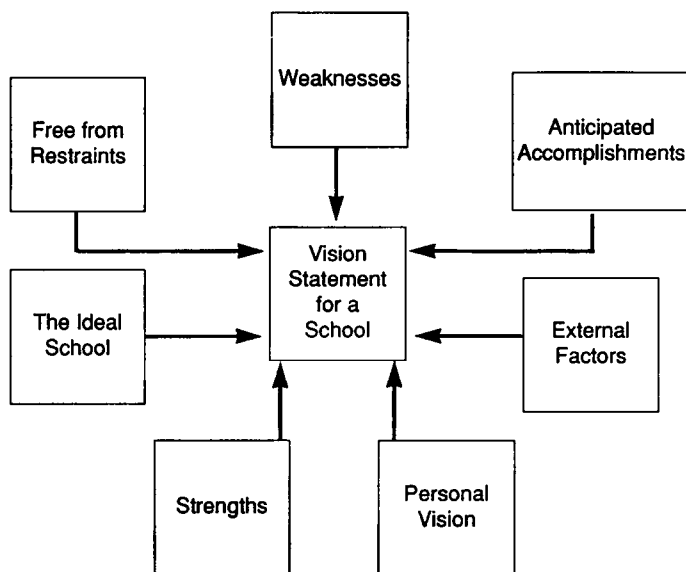 Weaknesses
Free from
Restraints
Anticipated
Accomplishments
Vision
Statement
for a
School
The Ideal
School
External
Factors
Strengths
Personal
Vision